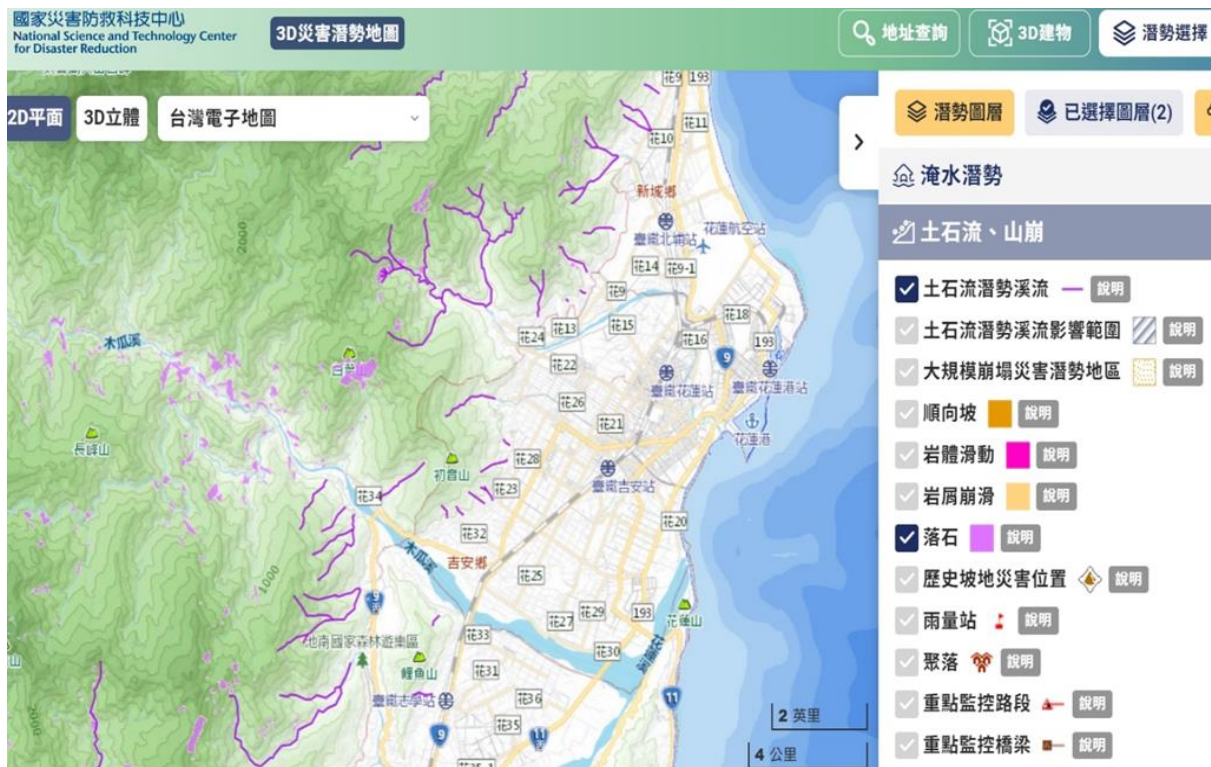 國家災害防救科技中心
National Science and Technology Center
for Disaster Reduction
3D災害潛勢地圖
地址查詢
3D建物
潛勢選擇
2D平面
3D立體
台灣電子地圖
潛勢圖層
已選擇圖層(2)
淹水潛勢
土石流、山崩
土石流潛勢溪流
說明
土石流潛勢溪流影響範圍
說明
大規模崩塌災害潛勢地區
說明
順向坡
說明
岩體滑動
說明
岩屑崩滑
說明
落石
說明
歷史坡地災害位置
說明
雨量站
說明
聚落
說明
重點監控路段
說明
重點監控橋梁
說明
花9
193
花11
花10
新城鄉
臺鐵北埔站
花蓮航空站
花14
花9-1
花9
2000
花18
花13
花15
花24
花16
193
木瓜溪
9
花22
臺鐵花蓮站
臺鐵花蓮港站
花26
花21
花蓮港
長峰山
花28
初音山
花23
臺鐵吉安站
花34
花20
花32
木瓜溪
吉安鄉
1000
花25
9
花29
193
花27
花蓮山
花33
花30
花蓮溪
池南國家森林遊樂區
鯉魚山
花31
臺鐵志學站
花36
11
2000
9
花35
11
2 英里
4 公里